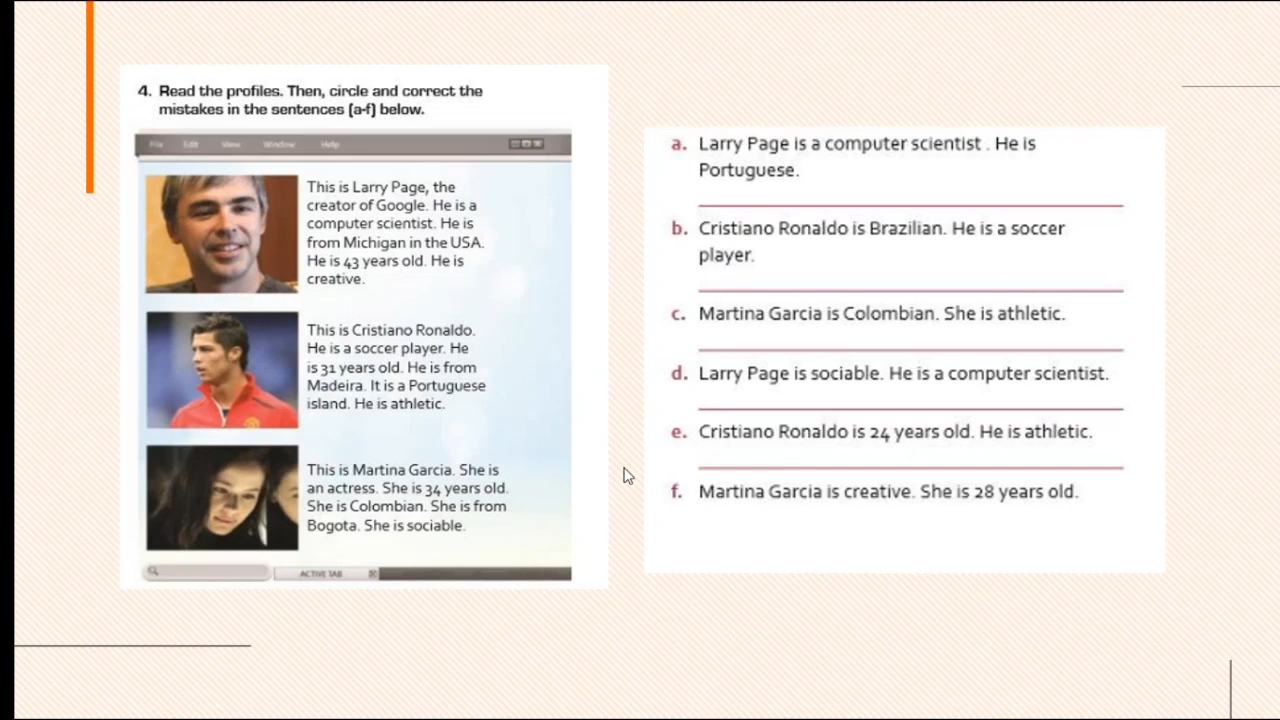 4. Read the profiles. Then, circle and correct the
mistakes in the sentences (a-f) below.
File Edit View Window Help
This is Larry Page, the
creator of Google. He is a
computer scientist. He is
from Michigan in the USA.
He is 43 years old. He is
creative.
This is Cristiano Ronaldo.
He is a soccer player. He
is 31 years old. He is from
Madeira. It is a Portuguese
island. He is athletic.
This is Martina Garcia. She is
an actress. She is 34 years old.
She is Colombian. She is from
Bogota. She is sociable.
ACTIVE TAB
a. Larry Page is a computer scientist . He is
Portuguese.
b. Cristiano Ronaldo is Brazilian. He is a soccer
player.
c. Martina Garcia is Colombian. She is athletic.
d. Larry Page is sociable. He is a computer scientist.
e. Cristiano Ronaldo is 24 years old. He is athletic.
f. Martina Garcia is creative. She is 28 years old.